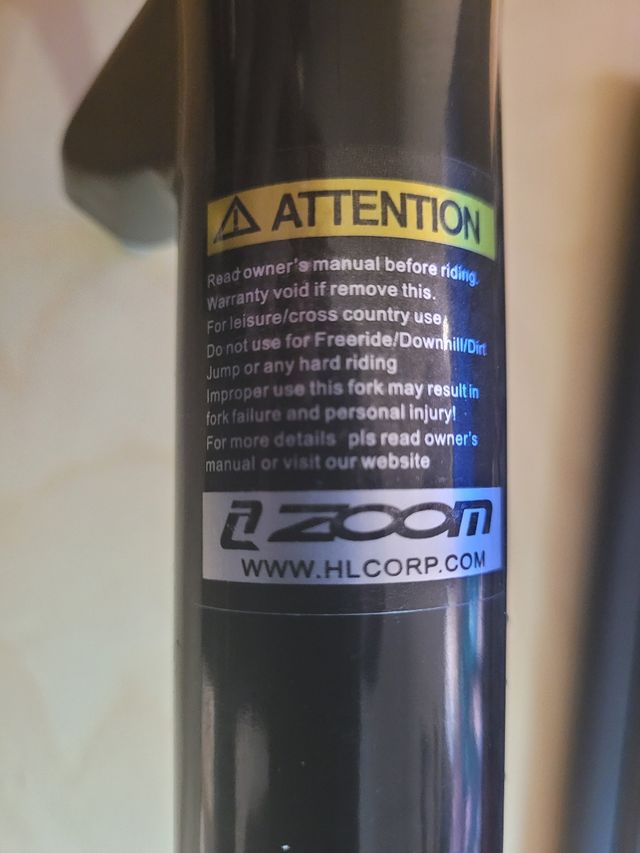 ATTENTION
Read owner's manual before riding.
Warranty void if remove this.
For leisure/cross country use.
Do not use for Freeride/Downhill/Dirt
Jump or any hard riding
Improper use this fork may result in
fork failure and personal injury!
For more details pls read owner's
manual or visit our website
ZOOM
WWW.HLCORP.COM